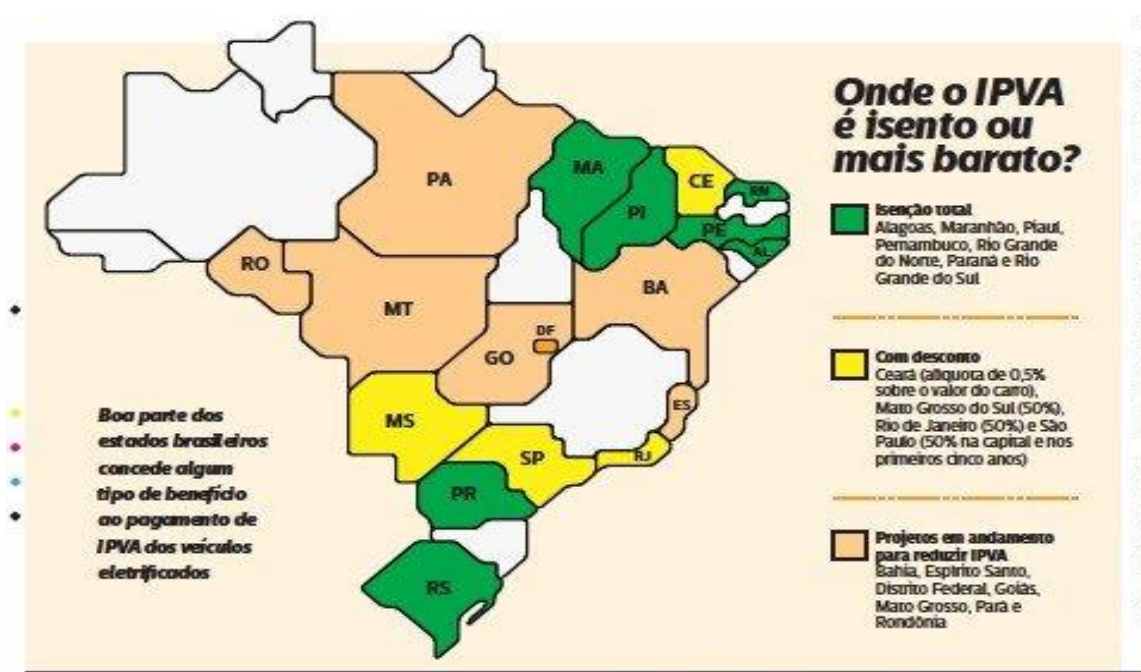 Onde o IPVA
é isento ou
mais barato?
Isenção total
Alagoas, Maranhão, Piauí,
Pernambuco, Rio Grande
do Norte, Paraná e Rio
Grande do Sul
Com desconto
Ceará (alíquota de 0,5%
sobre o valor do carro),
Mato Grosso do Sul (50%),
Rio de Janeiro (50%) e São
Paulo (50% na capital e nos
primeiros cinco anos)
Projetos em andamento
para reduzir IPVA
Bahia, Espírito Santo,
Distrito Federal, Goiás,
Mato Grosso, Pará e
Rondônia
PA
MA
CE
RN
PI
PE
AL
RO
MT
BA
DF
GO
MS
ES
SP
RJ
PR
RS
Boa parte dos
estados brasileiros
concede algum
tipo de benefício
ao pagamento de
IPVA dos veículos
eletrificados